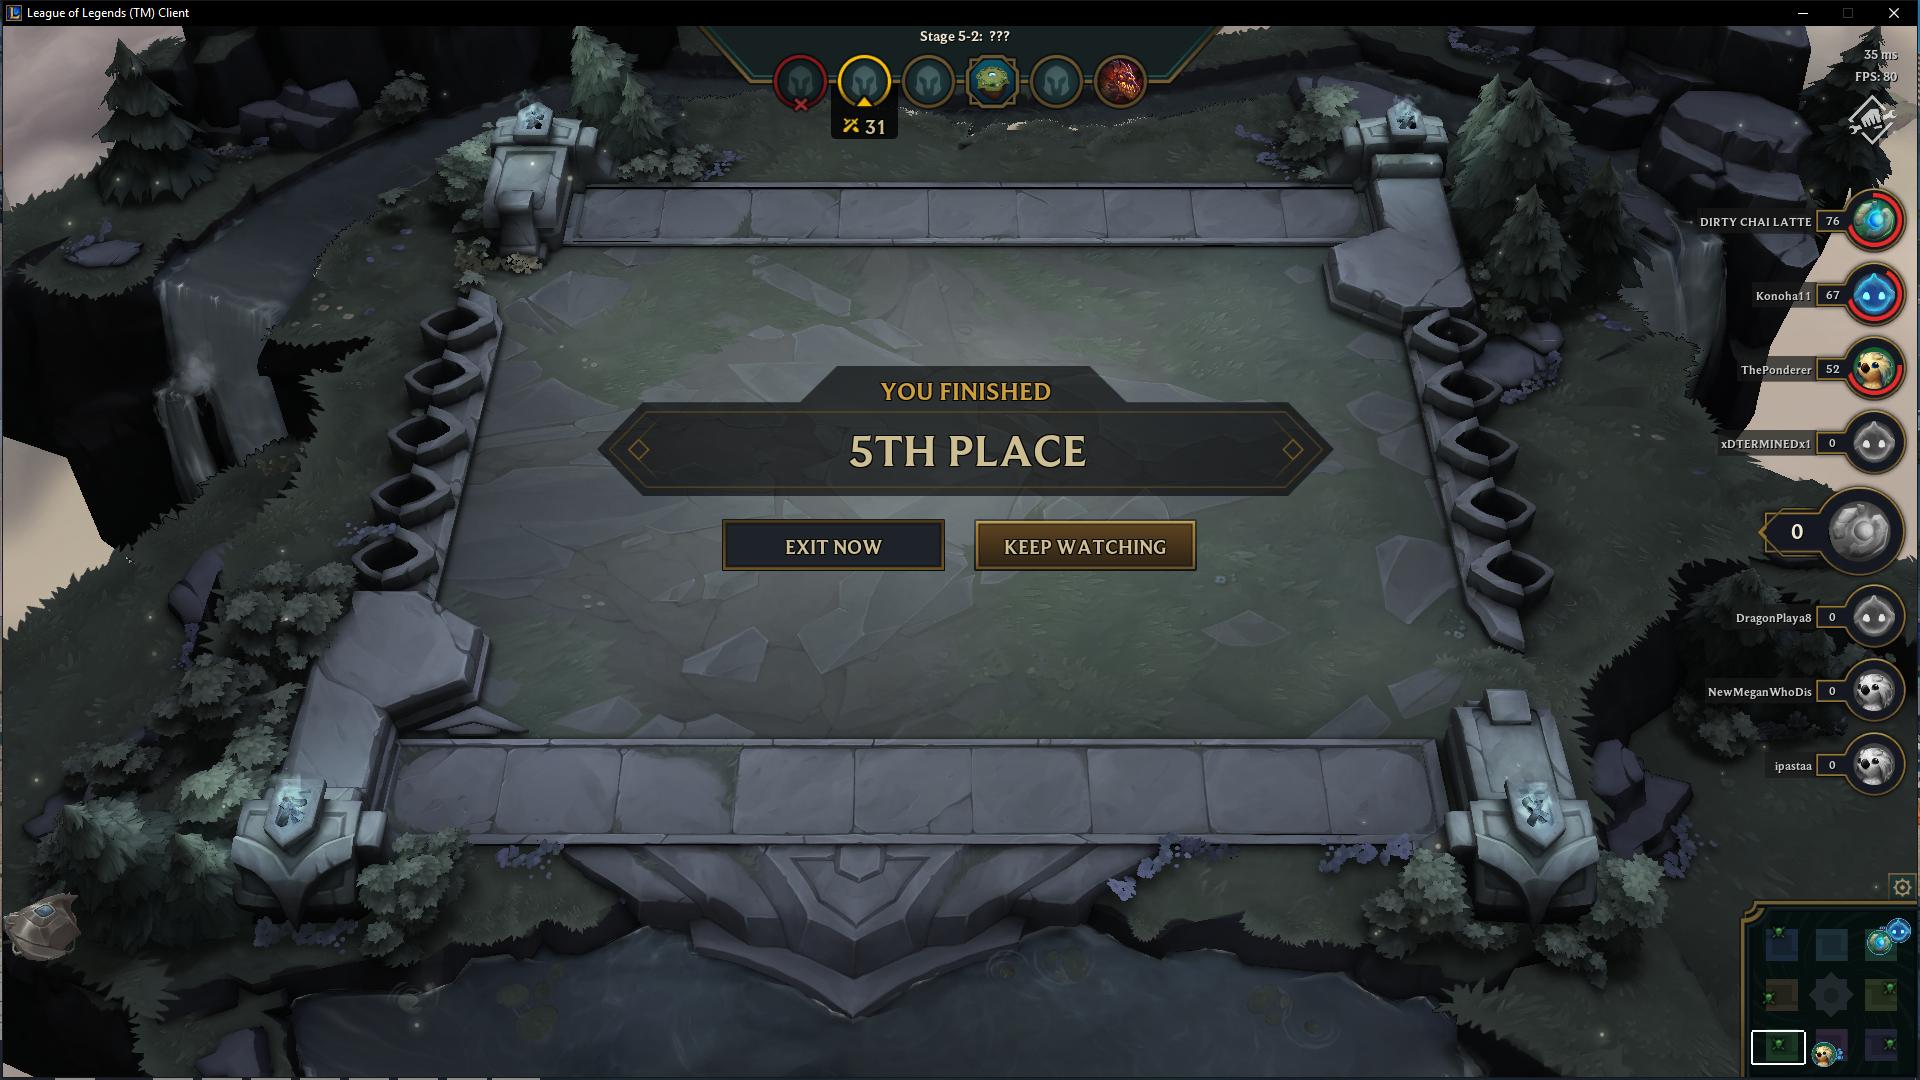 League of Legends (TM) Client
Stage 5-2: ???
31
35 ms
FPS: 80
DIRTY CHAI LATTE 76
Konoha11 67
ThePonderer 52
xDTERMINEDx1 0
0
DragonPlaya8 0
NewMeganWhoDis 0
ipastaa 0
YOU FINISHED
5TH PLACE
EXIT NOW
KEEP WATCHING